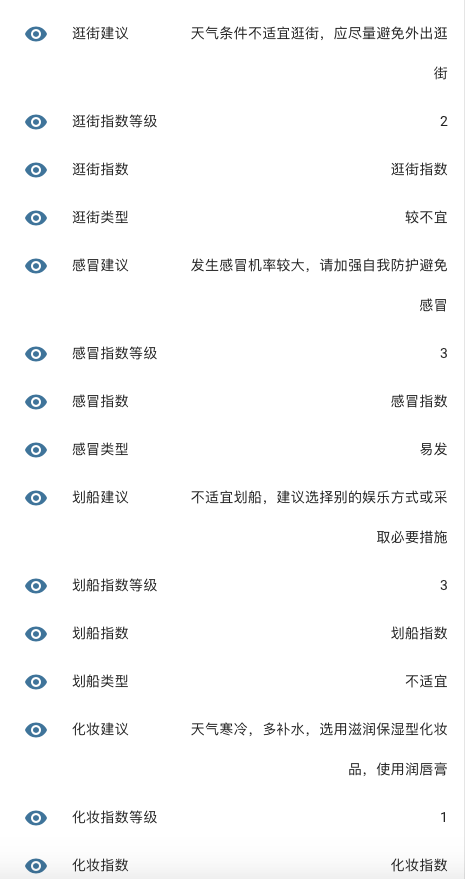 逛街建议 天气条件不适宜逛街，应尽量避免外出逛
街
逛街指数等级 2
逛街指数 逛街指数
逛街类型 较不宜
感冒建议 发生感冒机率较大，请加强自我防护避免
感冒
感冒指数等级 3
感冒指数 感冒指数
感冒类型 易发
划船建议 不适宜划船，建议选择别的娱乐方式或采
取必要措施
划船指数等级 3
划船指数 划船指数
划船类型 不适宜
化妆建议 天气寒冷，多补水，选用滋润保湿型化妆
品，使用润唇膏
化妆指数等级 1
化妆指数 化妆指数